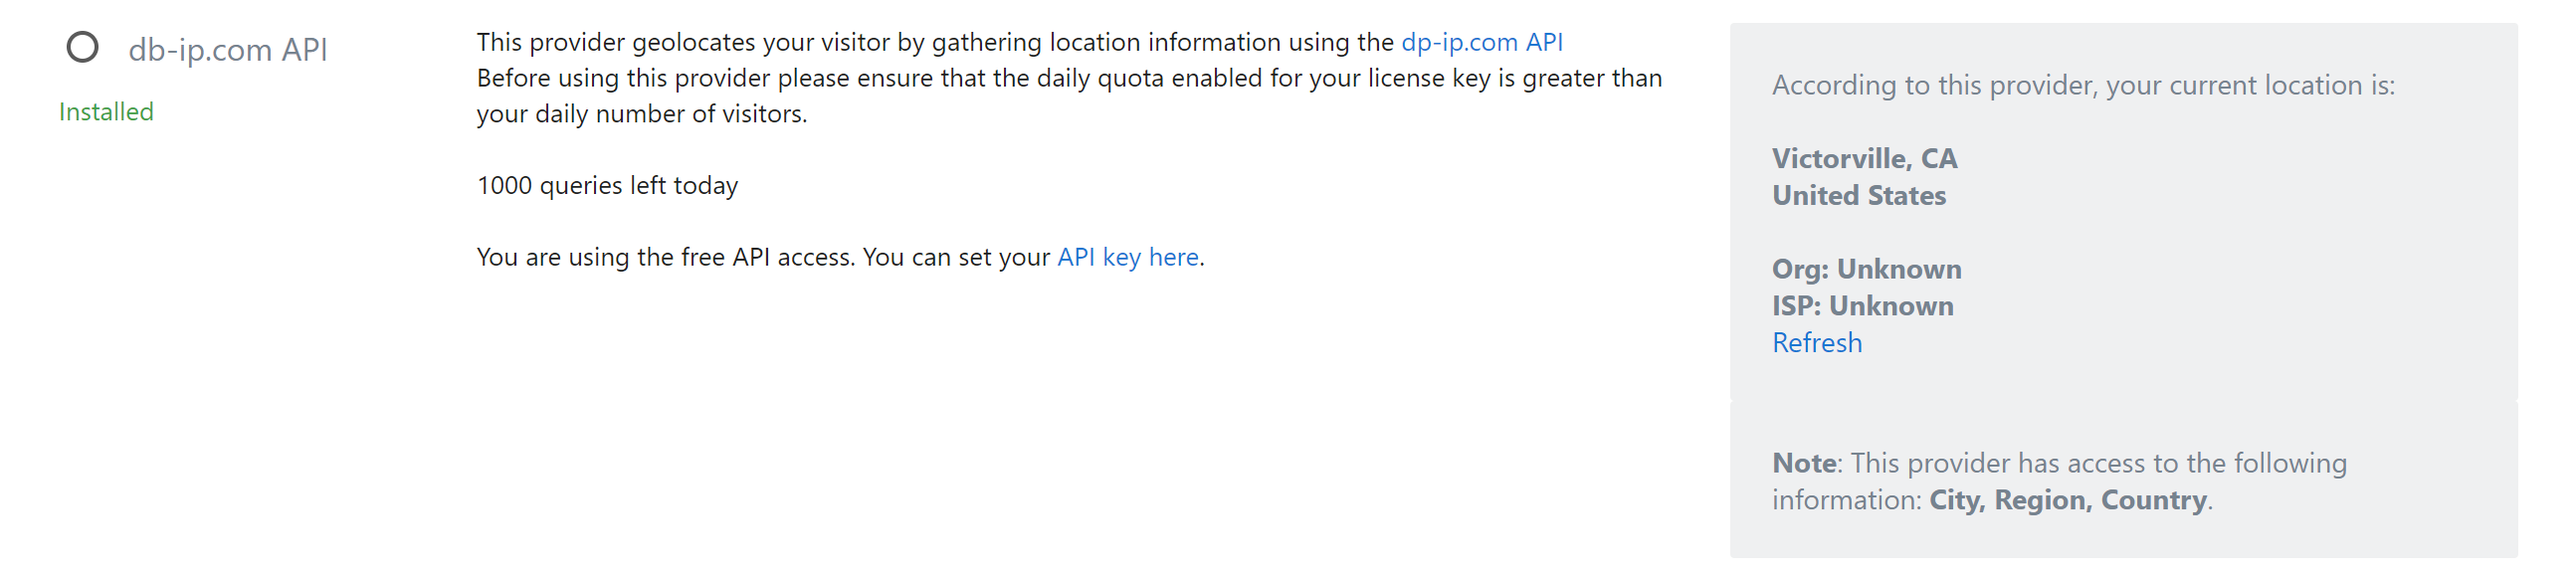 db-ip.com API
Installed
This provider geolocates your visitor by gathering location information using the dp-ip.com API
Before using this provider please ensure that the daily quota enabled for your license key is greater than
your daily number of visitors.
1000 queries left today
You are using the free API access. You can set your API key here.
According to this provider, your current location is:
Victorville, CA
United States
Org: Unknown
ISP: Unknown
Refresh
Note: This provider has access to the following
information: City, Region, Country.